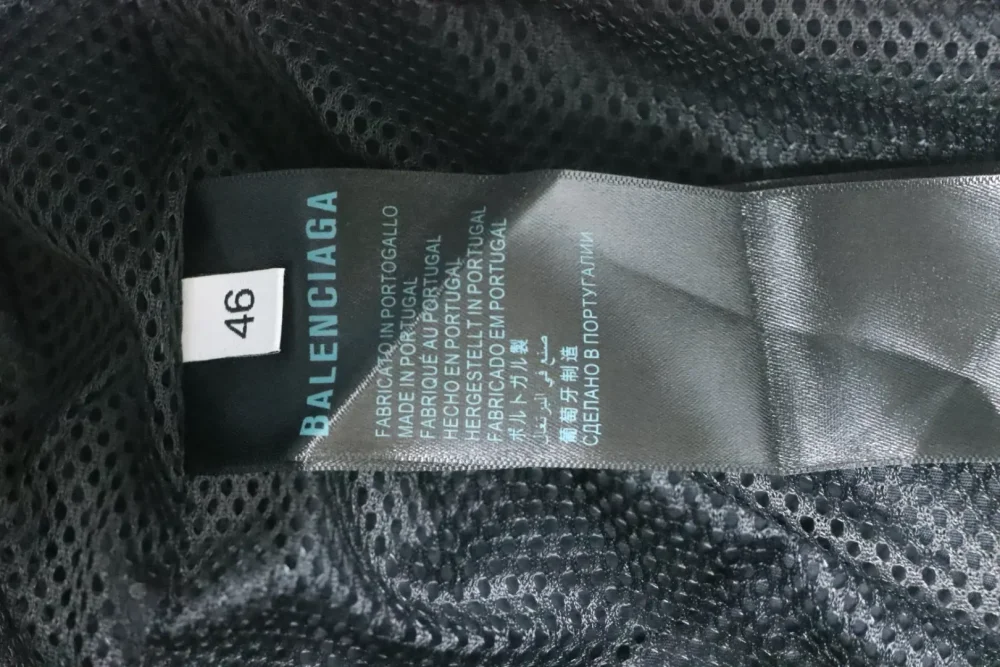 46
BALENCIAGA
FABRICATO IN PORTOGALLO
MADE IN PORTUGAL
FABRIQUE AU PORTUGAL
HECHO EN PORTUGAL
HERGESTELLT IN PORTUGAL
FABRICADO EM PORTUGAL
ポルトガル製
صنع في البرتغال
葡萄牙制造
СДЕЛАНО В ПОРТУГАЛИИ